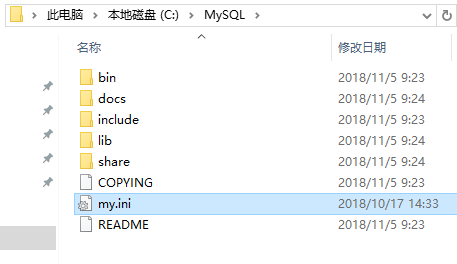 此电脑 › 本地磁盘 (C:) › MySQL ›
名称 修改日期
bin 2018/11/5 9:23
docs 2018/11/5 9:24
include 2018/11/5 9:23
lib 2018/11/5 9:24
share 2018/11/5 9:24
COPYING 2018/11/5 9:23
my.ini 2018/10/17 14:33
README 2018/11/5 9:23